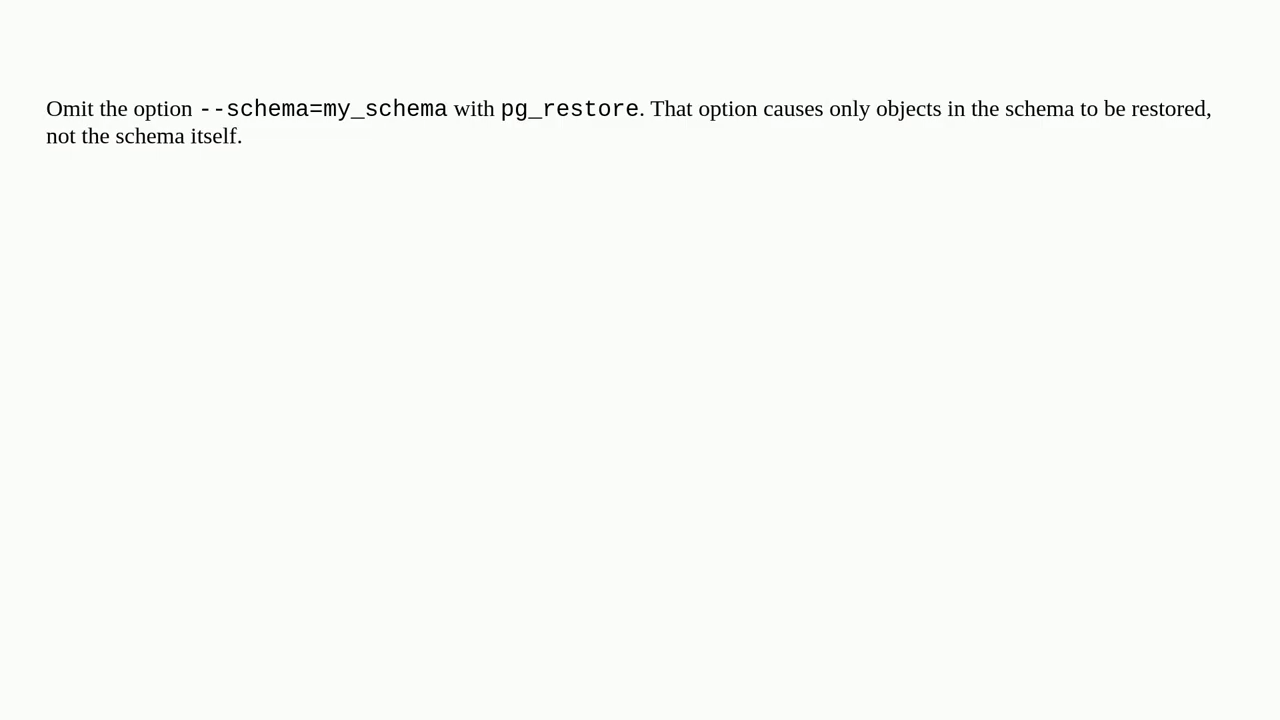 Omit the option --schema=my_schema with pg_restore. That option causes only objects in the schema to be restored,
not the schema itself.